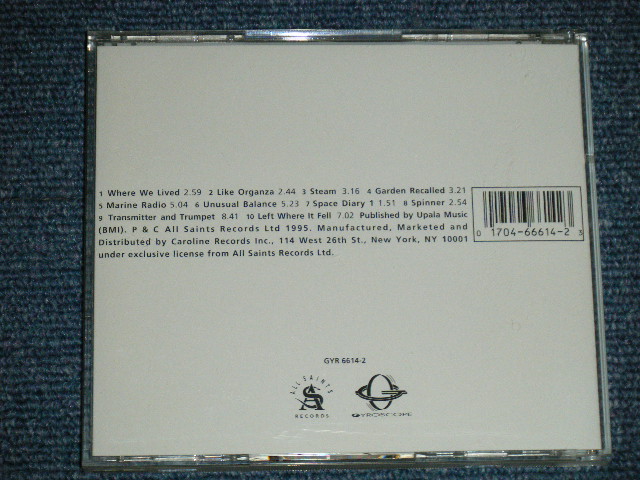 1 Where We Lived 2.59 2 Like Organza 2.44 3 Steam 3.16 4 Garden Recalled 3.21
5 Marine Radio 5.04 6 Unusual Balance 5.23 7 Space Diary 1 1.51 8 Spinner 2.54
9 Transmitter and Trumpet 8.41 10 Left Where It Fell 7.02 Published by Upala Music
(BMI). P & C All Saints Records Ltd 1995. Manufactured, Marketed and
Distributed by Caroline Records Inc., 114 West 26th St., New York, NY 10001
under exclusive license from All Saints Records Ltd.
0 1704-66614-2 3
GYR 6614-2
ALL SAINTS
RECORDS
GYROSCOPE